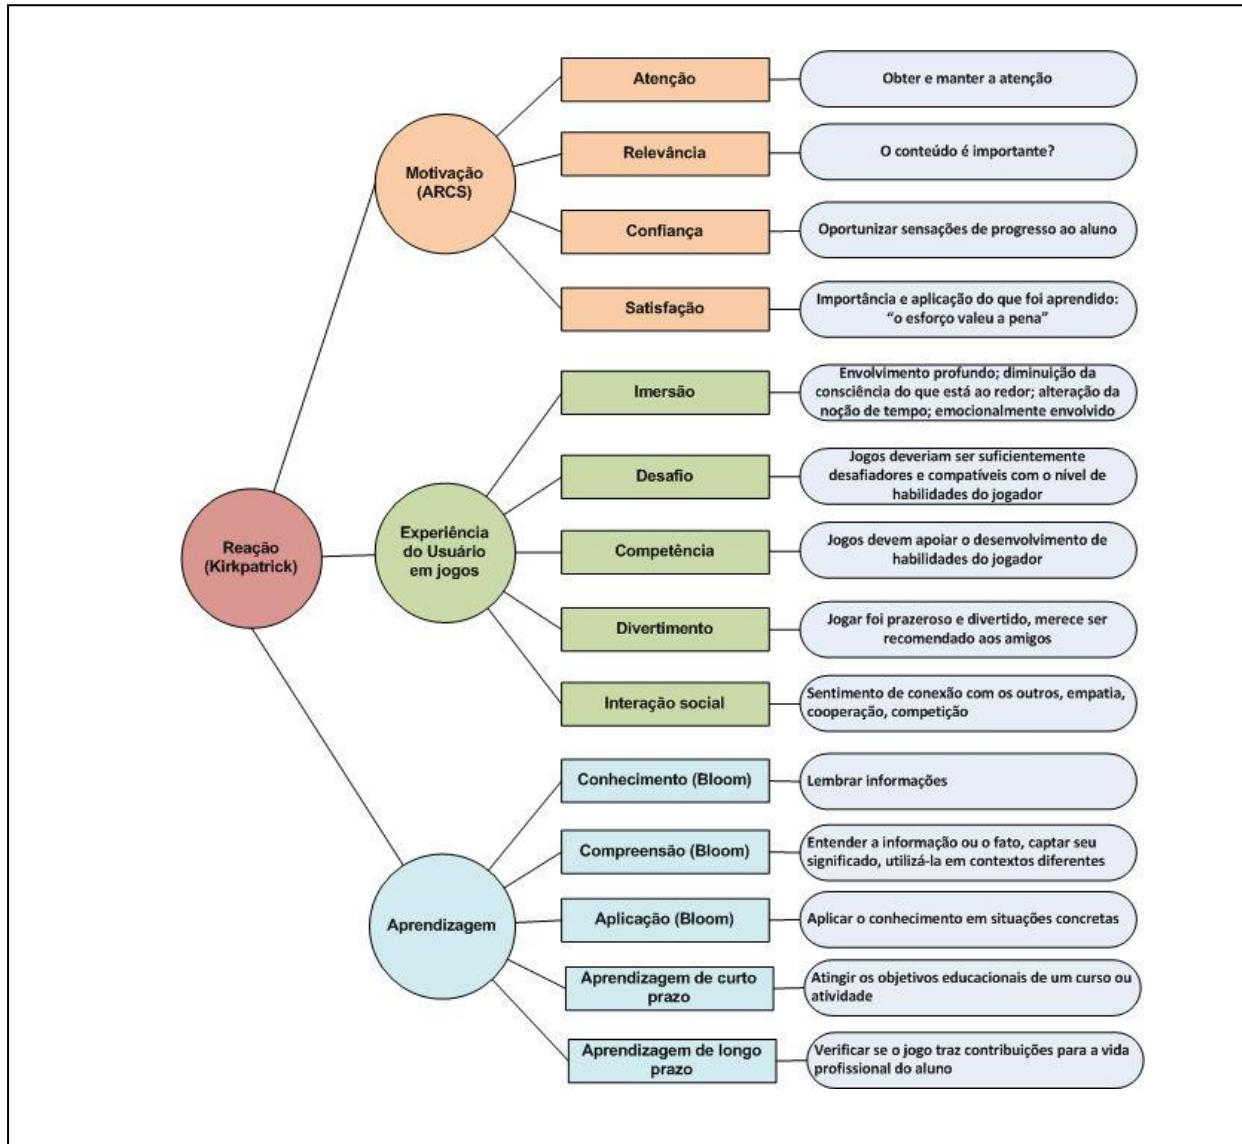 Atenção
Obter e manter a atenção
Relevância
O conteúdo é importante?
Motivação
(ARCS)
Confiança
Oportunizar sensações de progresso ao aluno
Satisfação
Importância e aplicação do que foi aprendido:
“o esforço valeu a pena”
Imersão
Envolvimento profundo; diminuição da
consciência do que está ao redor; alteração da
noção de tempo; emocionalmente envolvido
Desafio
Jogos deveriam ser suficientemente
desafiadores e compatíveis com o nível de
habilidades do jogador
Reação
(Kirkpatrick)
Experiência
do Usuário
em jogos
Competência
Jogos devem apoiar o desenvolvimento de
habilidades do jogador
Divertimento
Jogar foi prazeroso e divertido, merece ser
recomendado aos amigos
Interação social
Sentimento de conexão com os outros, empatia,
cooperação, competição
Conhecimento (Bloom)
Lembrar informações
Compreensão (Bloom)
Entender a informação ou o fato, captar seu
significado, utilizá-la em contextos diferentes
Aprendizagem
Aplicação (Bloom)
Aplicar o conhecimento em situações concretas
Aprendizagem de curto
prazo
Atingir os objetivos educacionais de um curso ou
atividade
Aprendizagem de longo
prazo
Verificar se o jogo traz contribuições para a vida
profissional do aluno